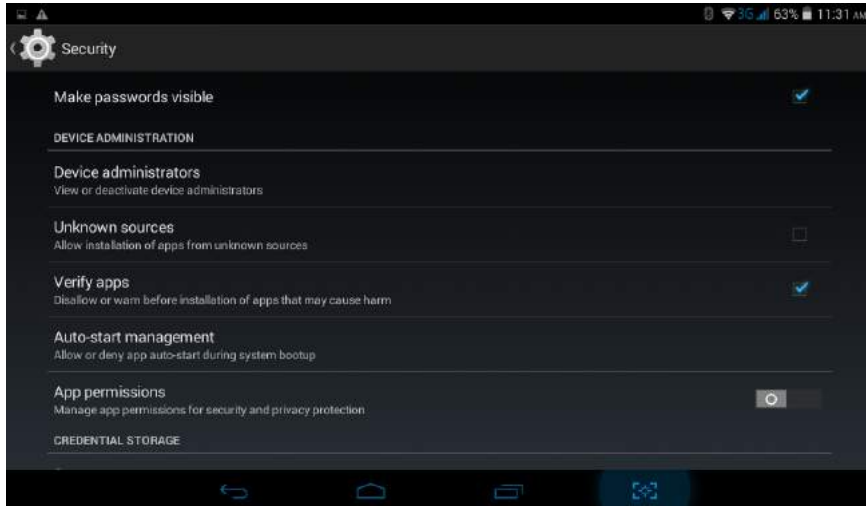 3G 63% 11:31 AM
Security
Make passwords visible
DEVICE ADMINISTRATION
Device administrators
View or deactivate device administrators
Unknown sources
Allow installation of apps from unknown sources
Verify apps
Disallow or warn before installation of apps that may cause harm
Auto-start management
Allow or deny app auto-start during system bootup
App permissions
Manage app permissions for security and privacy protection
CREDENTIAL STORAGE